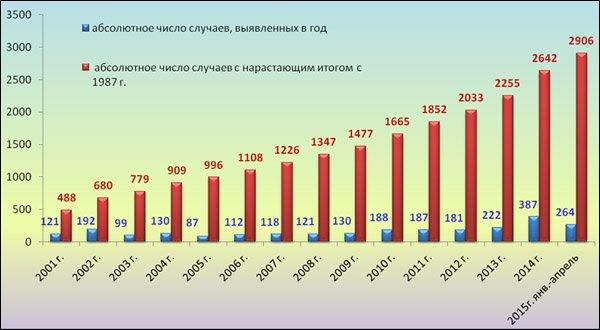 абсолютное число случаев, выявленных в год
абсолютное число случаев с нарастающим итогом с
1987 г.
3500
3000
2500
2000
1500
1000
500
0
121 488
192 680
99 779
130 909
87 996
112 1108
118 1226
121 1347
130 1477
188 1665
187 1852
181 2033
222 2255
387 2642
264 2906
2001 г.
2002 г.
2003 г.
2004 г.
2005 г.
2006 г.
2007 г.
2008 г.
2009 г.
2010 г.
2011 г.
2012 г.
2013 г.
2014 г.
2015г. янв.-апрель